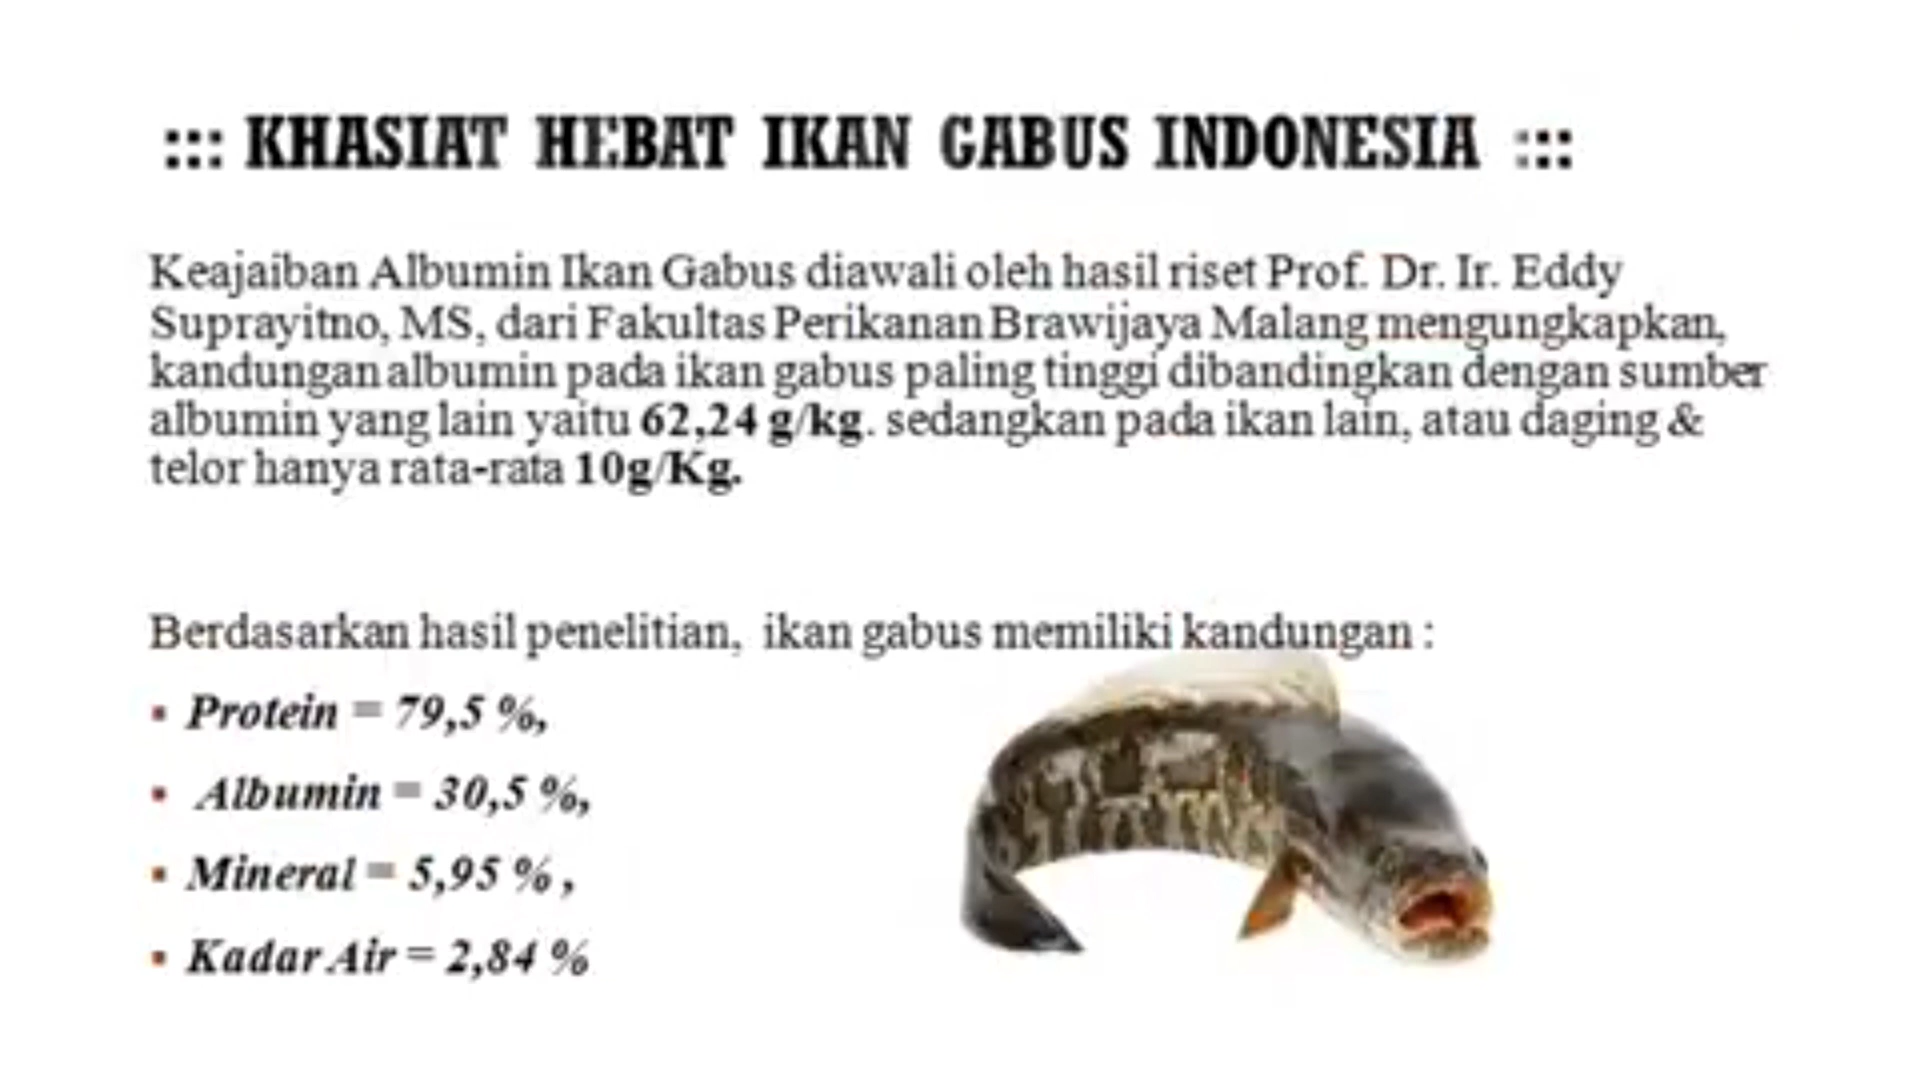 ::: KHASIAT HEBAT IKAN GABUS INDONESIA :::
Keajaiban Albumin Ikan Gabus diawali oleh hasil riset Prof. Dr. Ir. Eddy
Suprayitno, MS, dari Fakultas Perikanan Brawijaya Malang mengungkapkan,
kandungan albumin pada ikan gabus paling tinggi dibandingkan dengan sumber
albumin yang lain yaitu 62,24 g/kg. sedangkan pada ikan lain, atau daging &
telor hanya rata-rata 10g/Kg.
Berdasarkan hasil penelitian, ikan gabus memiliki kandungan :
▪ Protein = 79,5 %,
▪ Albumin = 30,5 %,
▪ Mineral = 5,95 % ,
▪ Kadar Air = 2,84 %